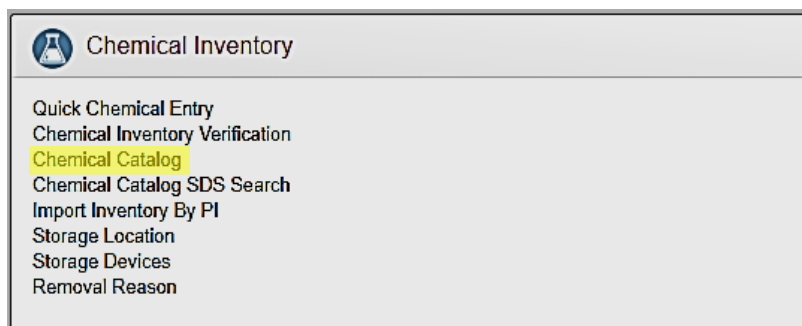 Chemical Inventory
Quick Chemical Entry
Chemical Inventory Verification
Chemical Catalog
Chemical Catalog SDS Search
Import Inventory By PI
Storage Location
Storage Devices
Removal Reason